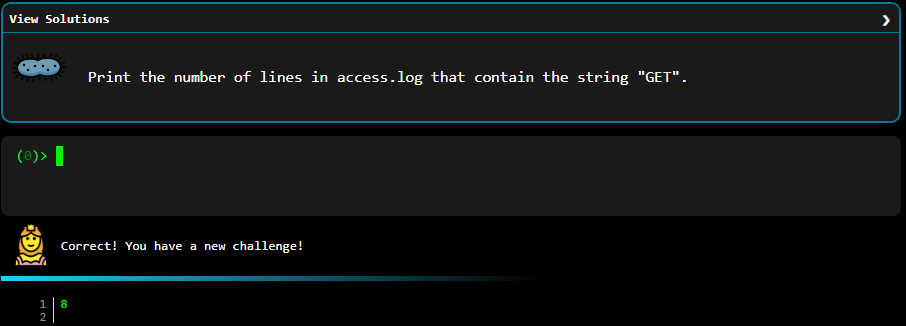 View Solutions ❯
Print the number of lines in access.log that contain the string "GET".
(0)>
Correct! You have a new challenge!
1 8
2